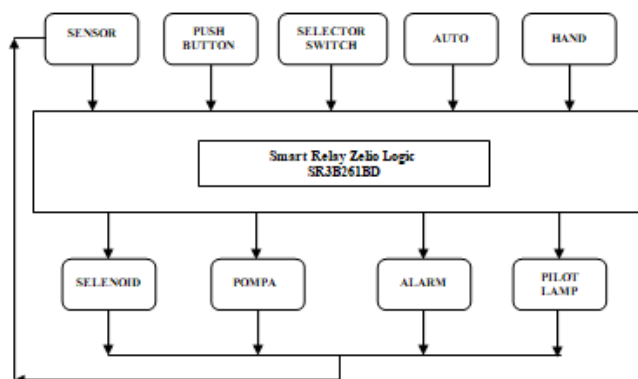 SENSOR
PUSH
BUTTON
SELECTOR
SWITCH
AUTO
HAND
Smart Relay Zelio Logic
SR3B261BD
SELENOID
POMPA
ALARM
PILOT
LAMP